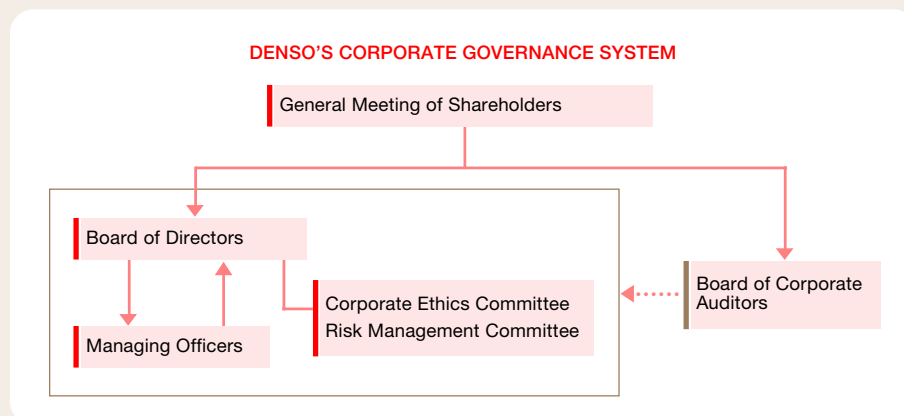 DENSO’S CORPORATE GOVERNANCE SYSTEM
General Meeting of Shareholders
Board of Directors
Corporate Ethics Committee
Risk Management Committee
Managing Officers
Board of Corporate
Auditors